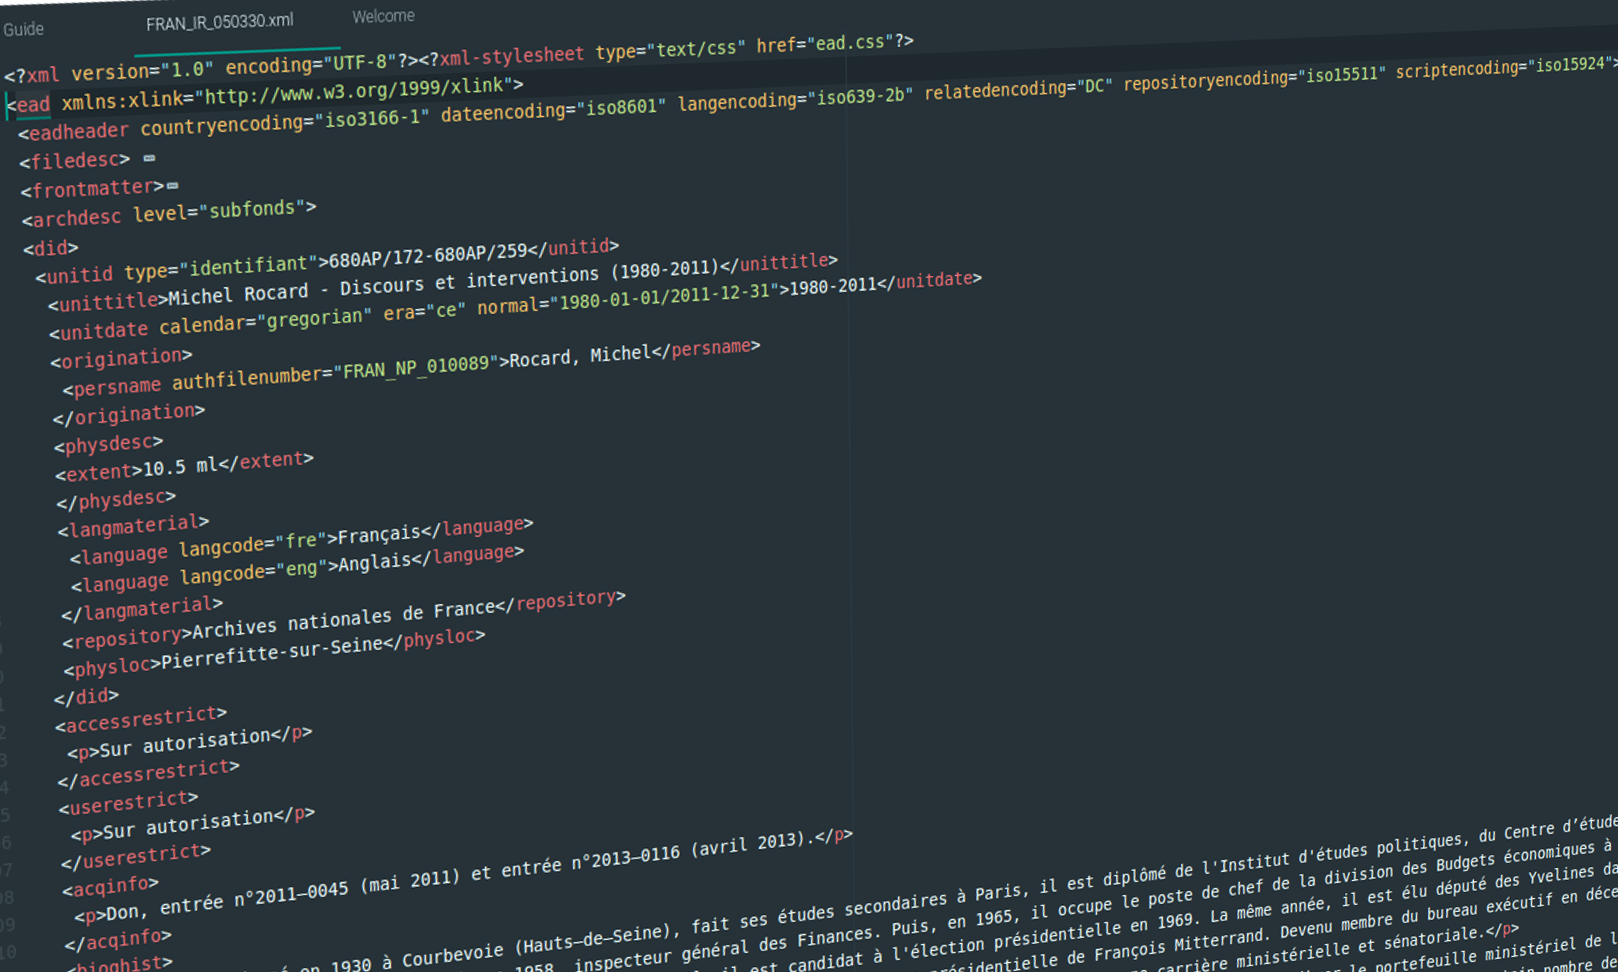 Guide FRAN_IR_050330.xml Welcome
<?xml version="1.0" encoding="UTF-8"?><?xml-stylesheet type="text/css" href="ead.css"?>
<ead xmlns:xlink="http://www.w3.org/1999/xlink">
<eadheader countryencoding="iso3166-1" dateencoding="iso8601" langencoding="iso639-2b" relatedencoding="DC" repositoryencoding="iso15511" scriptencoding="iso15924">
<filedesc>
<frontmatter>
<archdesc level="subfonds">
<did>
<unitid type="identifiant">680AP/172-680AP/259</unitid>
<unittitle>Michel Rocard - Discours et interventions (1980-2011)</unittitle>
<unitdate calendar="gregorian" era="ce" normal="1980-01-01/2011-12-31">1980-2011</unitdate>
<origination>
<persname authfilenumber="FRAN_NP_010089">Rocard, Michel</persname>
</origination>
<physdesc>
<extent>10.5 ml</extent>
</physdesc>
<langmaterial>
<language langcode="fre">Français</language>
<language langcode="eng">Anglais</language>
</langmaterial>
<repository>Archives nationales de France</repository>
<physloc>Pierrefitte-sur-Seine</physloc>
</did>
<accessrestrict>
<p>Sur autorisation</p>
</accessrestrict>
<userestrict>
<p>Sur autorisation</p>
</userestrict>
<acqinfo>
<p>Don, entrée n°2011–0045 (mai 2011) et entrée n°2013–0116 (avril 2013).</p>
</acqinfo>
<bioghist>
en 1930 à Courbevoie (Hauts–de–Seine), fait ses études secondaires à Paris, il est diplômé de l'Institut d'études politiques, du Centre d’étude
1958, inspecteur général des Finances. Puis, en 1965, il occupe le poste de chef de la division des Budgets économiques à
il est candidat à l'élection présidentielle en 1969. La même année, il est élu député des Yvelines da
présidentielle de François Mitterrand. Devenu membre du bureau exécutif en déce
carrière ministérielle et sénatoriale.</p>
le portefeuille ministériel de l
nombre de